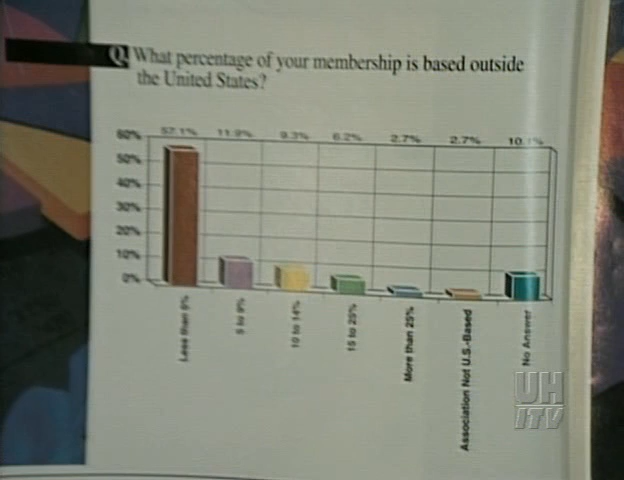 Q What percentage of your membership is based outside
the United States?
57.1% 11.9% 9.3% 6.2% 2.7% 2.7% 10.1%
60%
50%
40%
30%
20%
10%
0%
Less than 5%
5 to 9%
10 to 14%
15 to 25%
More than 25%
Association Not U.S.-Based
No Answer
UH
ITV